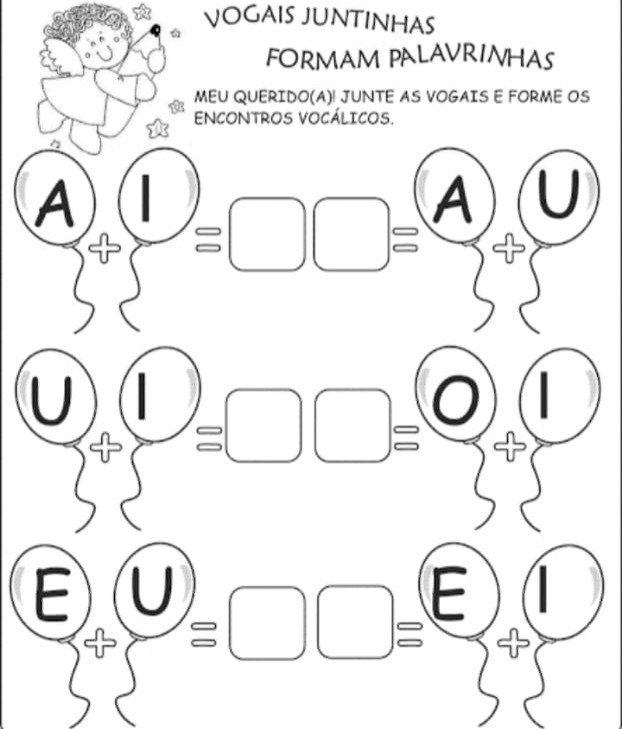 VOGAIS JUNTINHAS
FORMAM PALAVRINHAS
MEU QUERIDO(A)! JUNTE AS VOGAIS E FORME OS
ENCONTROS VOCÁLICOS.
A + I = = A + U
U + I = = O + I
E + U = = E + I